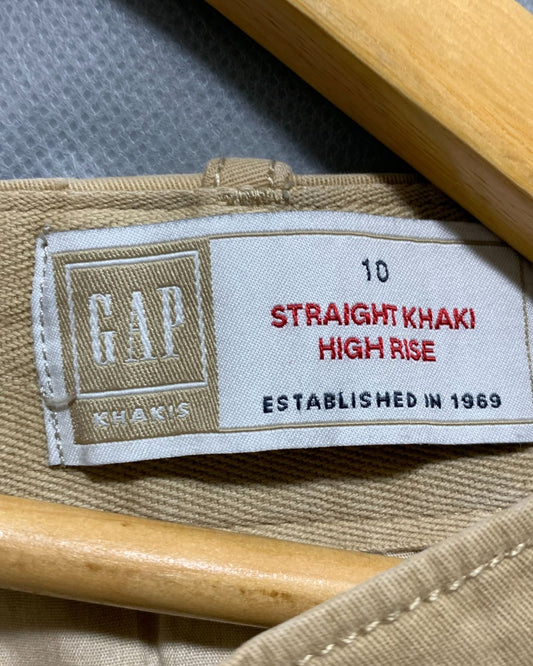 GAP
KHAKIS
10
STRAIGHT KHAKI
HIGH RISE
ESTABLISHED IN 1969